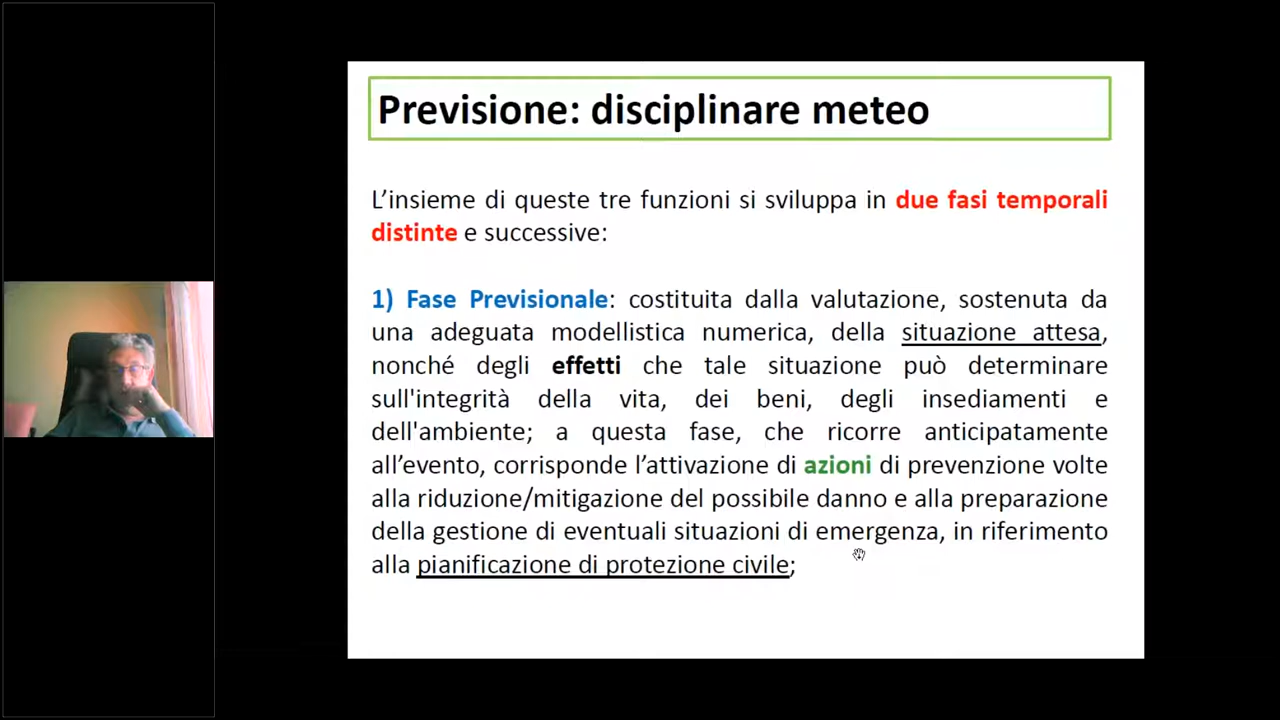 Previsione: disciplinare meteo
L’insieme di queste tre funzioni si sviluppa in due fasi temporali
distinte e successive:
1) Fase Previsionale: costituita dalla valutazione, sostenuta da
una adeguata modellistica numerica, della situazione attesa,
nonché degli effetti che tale situazione può determinare
sull'integrità della vita, dei beni, degli insediamenti e
dell'ambiente; a questa fase, che ricorre anticipatamente
all’evento, corrisponde l’attivazione di azioni di prevenzione volte
alla riduzione/mitigazione del possibile danno e alla preparazione
della gestione di eventuali situazioni di emergenza, in riferimento
alla pianificazione di protezione civile;